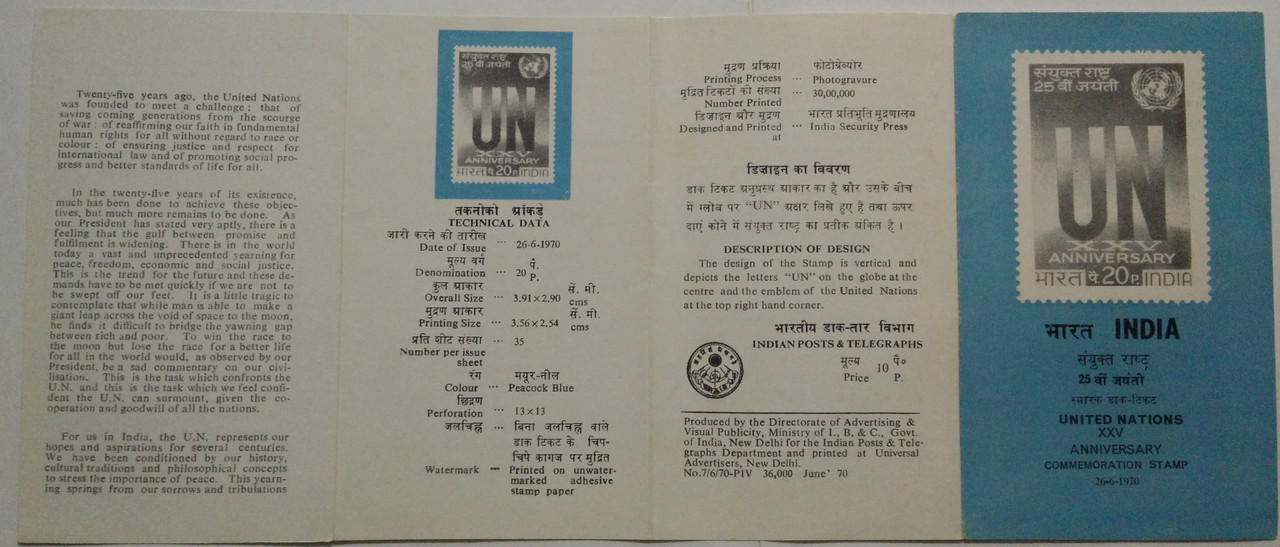 Twenty-five years ago, the United Nations
was founded to meet a challenge : that of
saving coming generations from the scourge
of war : of reaffirming our faith in fundamental
human rights for all without regard to race or
colour : of ensuring justice and respect for
international law and of promoting social pro-
gress and better standards of life for all.
In the twenty-five years of its existence,
much has been done to achieve these objec-
tives, but much more remains to be done. As
our President has stated very aptly, there is a
feeling that the gulf between promise and
fulfilment is widening. There is in the world
today a vast and unprecedented yearning for
peace, freedom, economic and social justice.
This is the trend for the future and these de-
mands have to be met quickly if we are not to
be swept off our feet. It is a little tragic to
contemplate that while man is able to make a
giant leap across the void of space to the moon,
he finds it difficult to bridge the yawning gap
between rich and poor. To win the race to
the moon but lose the race for a better life
for all in the world would, as observed by our
President, be a sad commentary on our civi-
lisation. This is the task which confronts the
U.N. and this is the task which we feel confi-
dent the U.N. can surmount, given the co-
operation and goodwill of all the nations.
For us in India, the U.N. represents our
hopes and aspirations for several centuries.
We have been conditioned by our history,
cultural traditions and philosophical concepts
to stress the importance of peace. This yearn-
ing springs from our sorrows and tribulations
संयुक्त राष्ट्र
25 वीं जयंती
UN
XXV
ANNIVERSARY
भारत पै.20P. INDIA
तकनीकी आंकड़े
TECHNICAL DATA
जारी करने की तारीख
Date of Issue ... 26-6-1970
मूल्य वर्ग पै.
Denomination ... 20 P.
कुल आकार सें. मी.
Overall Size ... 3.91×2.90 cms
मुद्रण आकार सें. मी.
Printing Size ... 3.56×2.54 cms
प्रति शीट संख्या ... 35
Number per issue
sheet
रंग मयूर-नील
Colour ... Peacock Blue
छिद्रण
Perforation ... 13×13
जलचिह्न ... बिना जलचिह्न वाले
डाक टिकट के चिप-
चिपे कागज पर मुद्रित
Watermark — Printed on unwater-
marked adhesive
stamp paper
मुद्रण प्रक्रिया फोटोग्रेव्योर
Printing Process ... Photogravure
मुद्रित टिकटों की संख्या ... 30,00,000
Number Printed
डिजाइन और मुद्रण भारत प्रतिभूति मुद्रणालय
Designed and Printed ... India Security Press
at
डिजाइन का विवरण
डाक टिकट अनुप्रस्थ आकार का है और उसके बीच
में ग्लोब पर "UN" अक्षर लिखे हुए हैं तथा ऊपर
दाएं कोने में संयुक्त राष्ट्र का प्रतीक अंकित है ।
DESCRIPTION OF DESIGN
The design of the Stamp is vertical and
depicts the letters "UN" on the globe at the
centre and the emblem of the United Nations
at the top right hand corner.
भारतीय डाक-तार विभाग
INDIAN POSTS & TELEGRAPHS
मूल्य 10 पै०
Price P.
Produced by the Directorate of Advertising &
Visual Publicity, Ministry of I., B, & C., Govt.
of India, New Delhi for the Indian Posts & Tele-
graphs Department and printed at Universal
Advertisers, New Delhi.
No.7/6/70-PIV 36,000 June' 70
संयुक्त राष्ट्र
25 वीं जयंती
UN
XXV
ANNIVERSARY
भारत पै.20P. INDIA
भारत INDIA
संयुक्त राष्ट्र
25 वीं जयंती
स्मारक डाक-टिकट
UNITED NATIONS
XXV
ANNIVERSARY
COMMEMORATION STAMP
26-6-1970